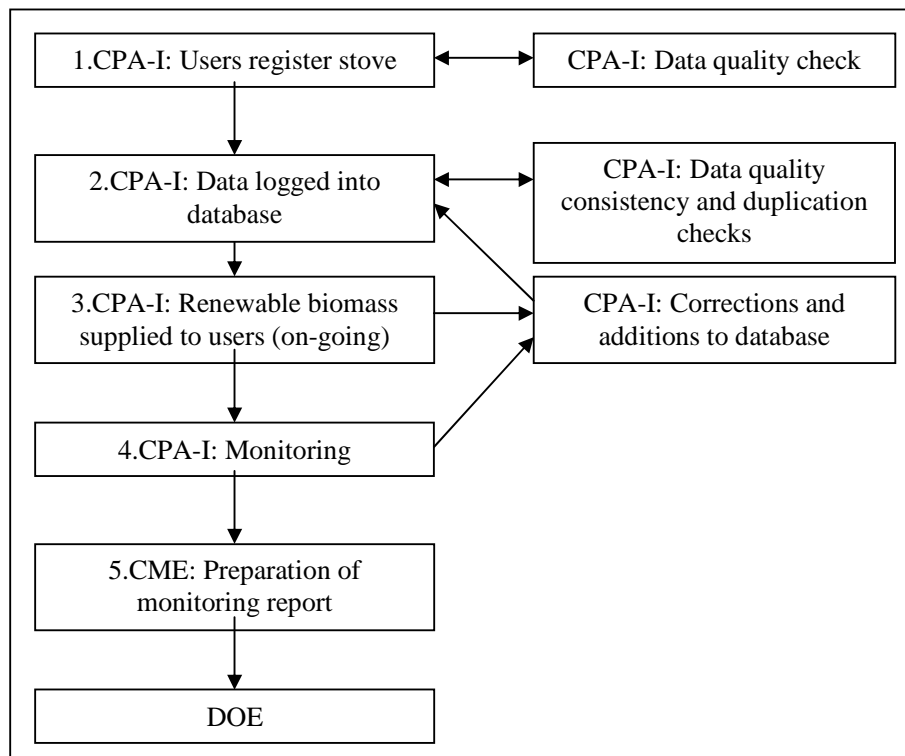 1.CPA-I: Users register stove
CPA-I: Data quality check
2.CPA-I: Data logged into
database
CPA-I: Data quality
consistency and duplication
checks
3.CPA-I: Renewable biomass
supplied to users (on-going)
CPA-I: Corrections and
additions to database
4.CPA-I: Monitoring
5.CME: Preparation of
monitoring report
DOE